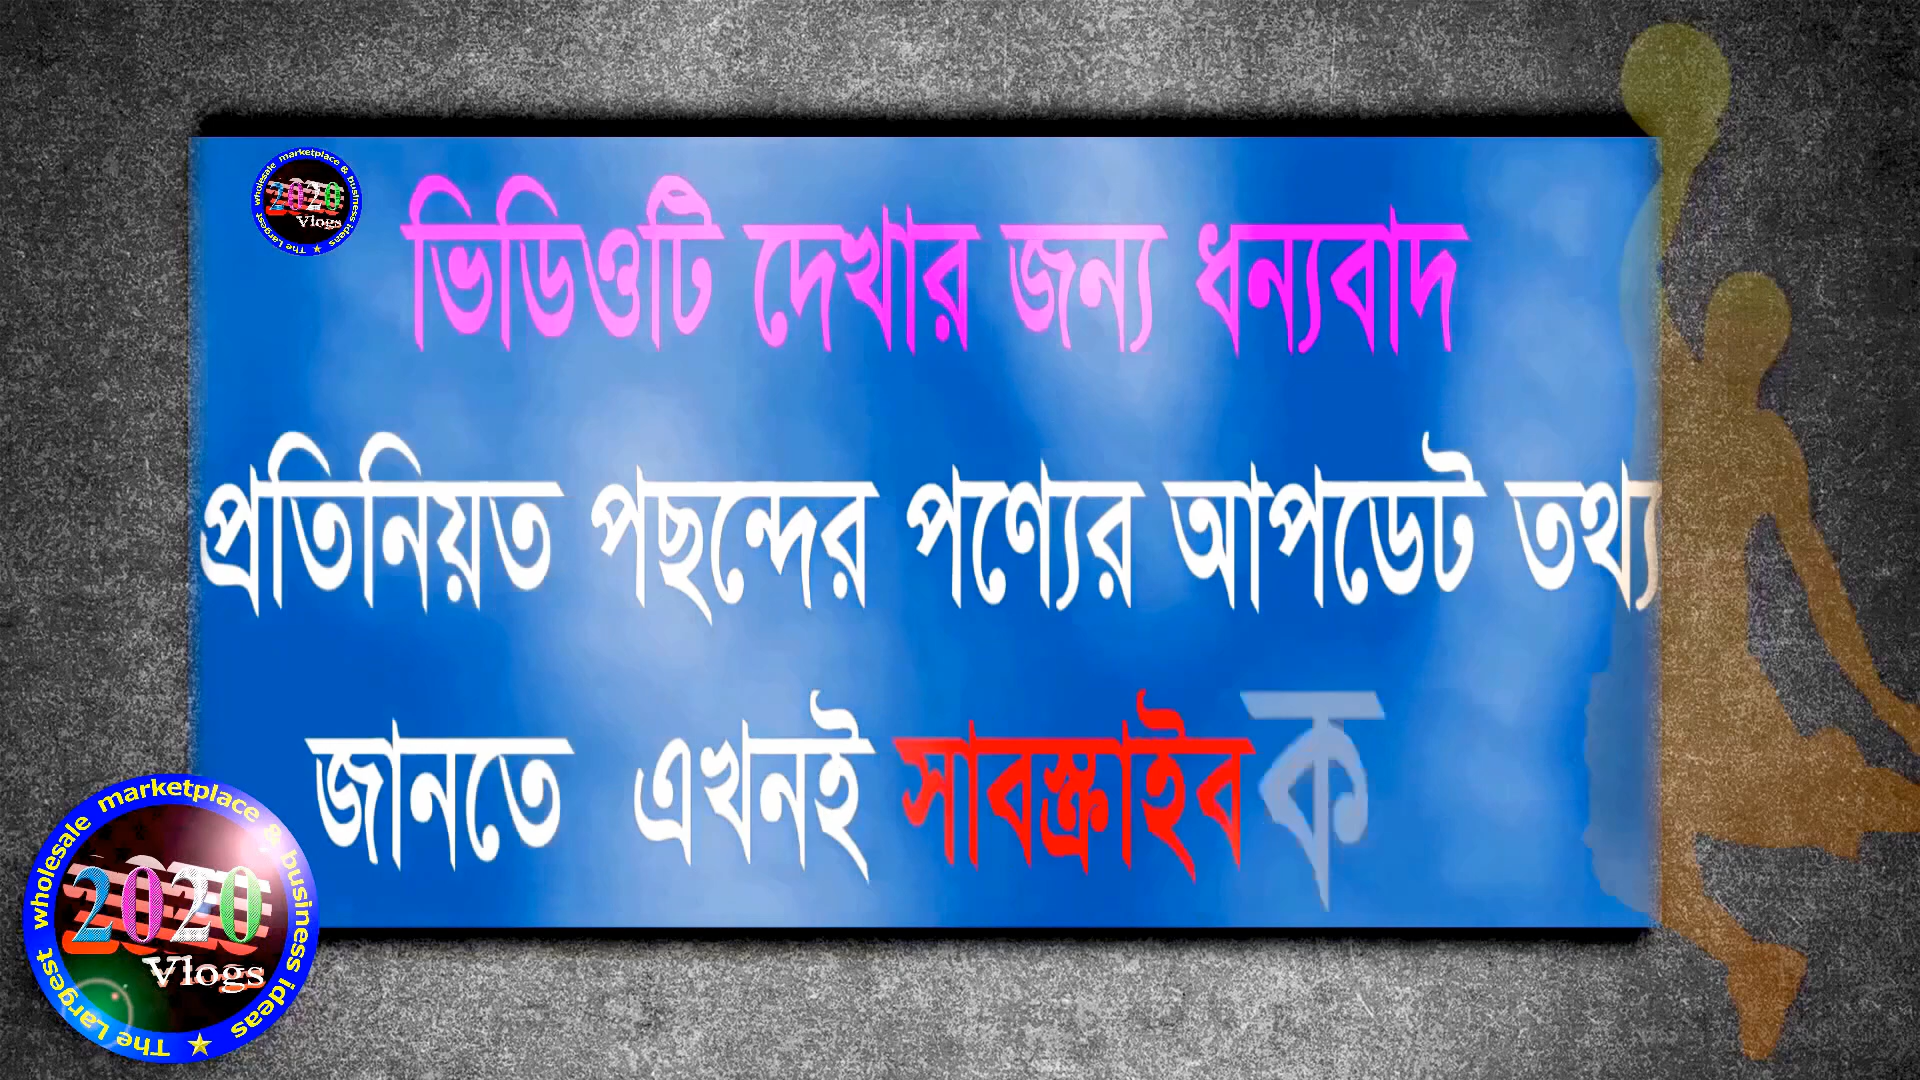 ভিডিওটি দেখার জন্য ধন্যবাদ
প্রতিনিয়ত পছন্দের পণ্যের আপডেট তথ্য
জানতে এখনই সাবস্ক্রাইব ক
The Largest wholesale marketplace & business ideas
2020
Vlogs
The Largest wholesale marketplace & business ideas
2020
Vlogs